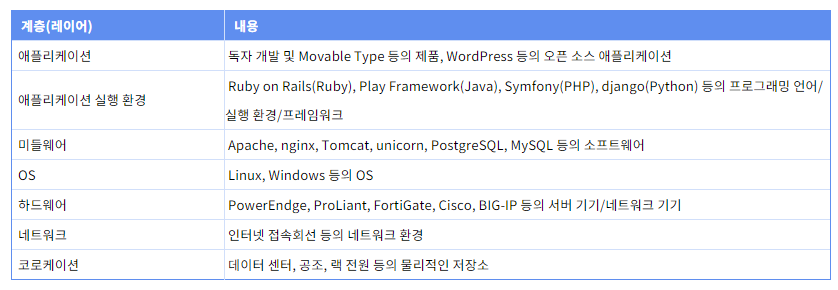 계층(레이어) 내용
애플리케이션 독자 개발 및 Movable Type 등의 제품, WordPress 등의 오픈 소스 애플리케이션
애플리케이션 실행 환경 Ruby on Rails(Ruby), Play Framework(Java), Symfony(PHP), django(Python) 등의 프로그래밍 언어/
실행 환경/프레임워크
미들웨어 Apache, nginx, Tomcat, unicorn, PostgreSQL, MySQL 등의 소프트웨어
OS Linux, Windows 등의 OS
하드웨어 PowerEndge, ProLiant, FortiGate, Cisco, BIG-IP 등의 서버 기기/네트워크 기기
네트워크 인터넷 접속회선 등의 네트워크 환경
코로케이션 데이터 센터, 공조, 랙 전원 등의 물리적인 저장소